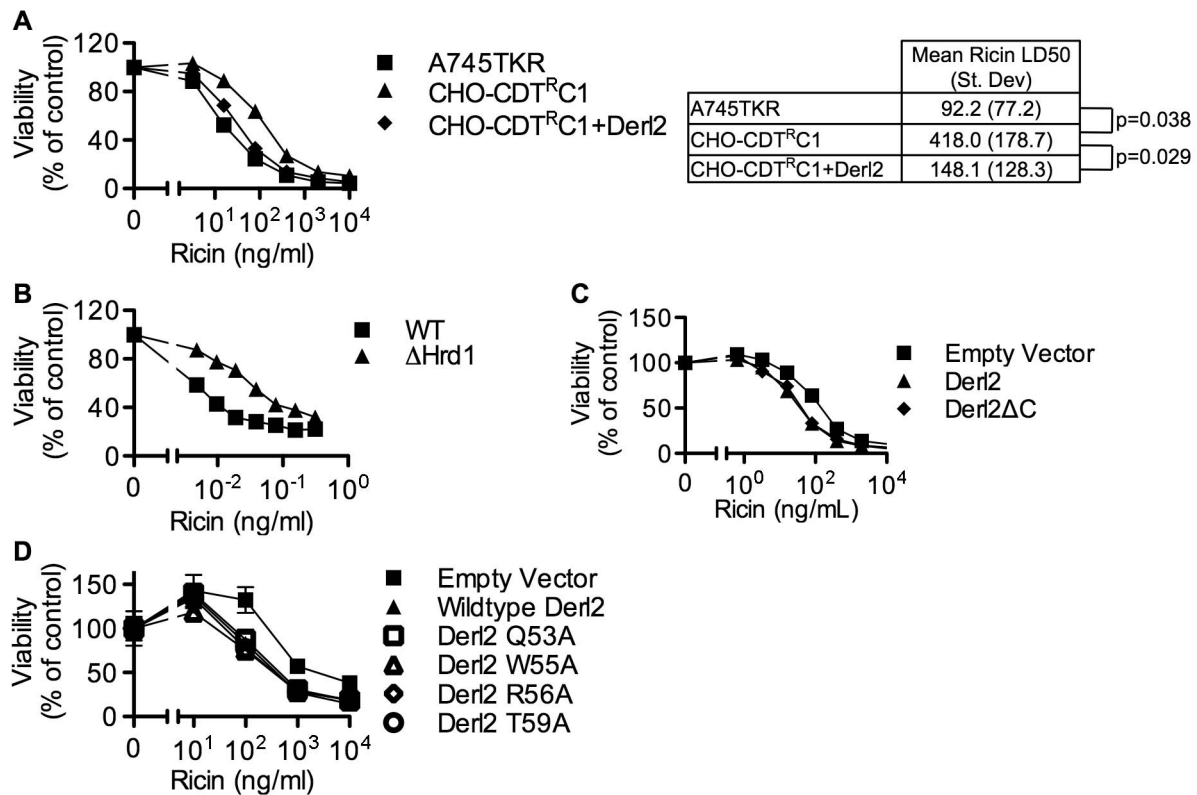 A
Viability
(% of control)
120
80
40
0
0
10¹
10²
10³
10⁴
Ricin (ng/ml)
A745TKR
CHO-CDTᴿC1
CHO-CDTᴿC1+Derl2
Mean Ricin LD50
(St. Dev)
A745TKR 92.2 (77.2)
CHO-CDTᴿC1 418.0 (178.7)
CHO-CDTᴿC1+Derl2 148.1 (128.3)
p=0.038
p=0.029
B
Viability
(% of control)
120
80
40
0
0
10⁻²
10⁻¹
10⁰
Ricin (ng/ml)
WT
ΔHrd1
C
Viability
(% of control)
150
100
50
0
0
10⁰
10²
10⁴
Ricin (ng/mL)
Empty Vector
Derl2
Derl2ΔC
D
Viability
(% of control)
150
100
50
0
0
10¹
10²
10³
10⁴
Ricin (ng/ml)
Empty Vector
Wildtype Derl2
Derl2 Q53A
Derl2 W55A
Derl2 R56A
Derl2 T59A